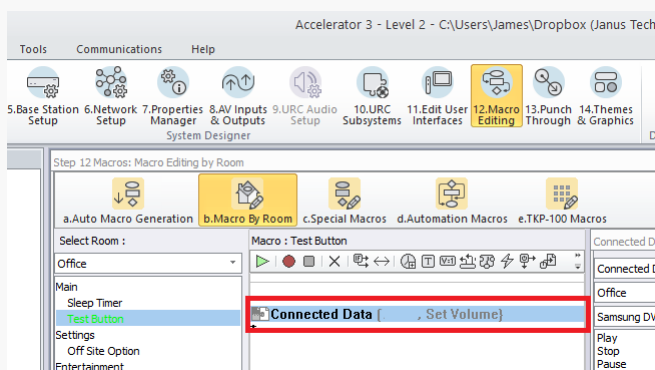 Accelerator 3 - Level 2 - C:\Users\James\Dropbox (Janus Tech
Tools Communications Help
5.Base Station Setup 6.Network Setup 7.Properties Manager 8.AV Inputs & Outputs 9.URC Audio Setup 10.URC Subsystems 11.Edit User Interfaces 12.Macro Editing 13.Punch Through 14.Themes & Graphics
System Designer
D
Step 12 Macros: Macro Editing by Room
a.Auto Macro Generation b.Macro By Room c.Special Macros d.Automation Macros e.TKP-100 Macros
Select Room : Macro : Test Button Connected D
Office Connected D
Main Office
Sleep Timer
Test Button Connected Data { , Set Volume} Samsung DV
Settings Play
Off Site Option Stop
Entertainment Pause